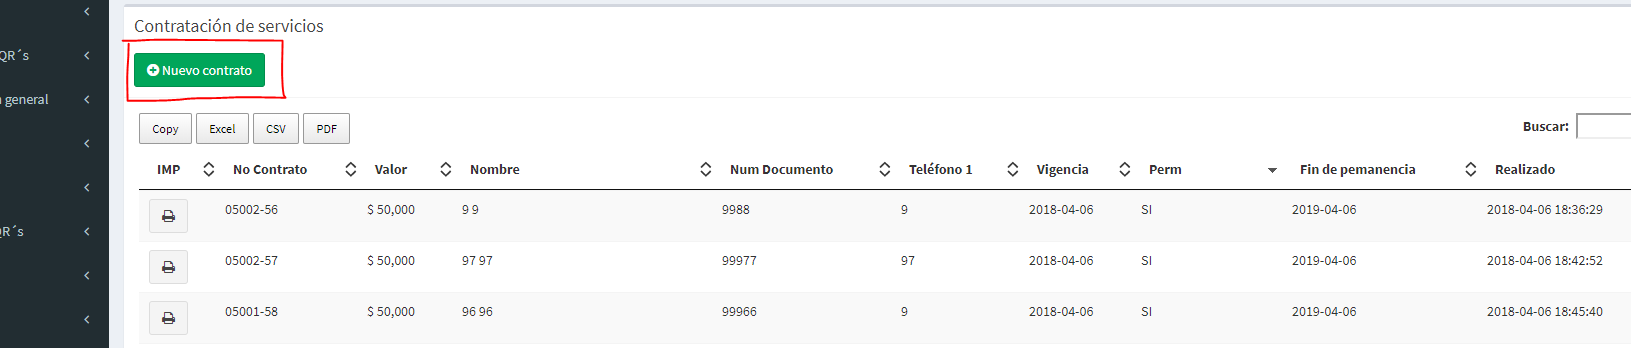 Contratación de servicios
QR´s
Nuevo contrato
general
Copy Excel CSV PDF
Buscar:
IMP No Contrato Valor Nombre Num Documento Teléfono 1 Vigencia Perm Fin de pemanencia Realizado
05002-56 $ 50,000 9 9 9988 9 2018-04-06 SI 2019-04-06 2018-04-06 18:36:29
QR´s
05002-57 $ 50,000 97 97 99977 97 2018-04-06 SI 2019-04-06 2018-04-06 18:42:52
05001-58 $ 50,000 96 96 99966 9 2018-04-06 SI 2019-04-06 2018-04-06 18:45:40